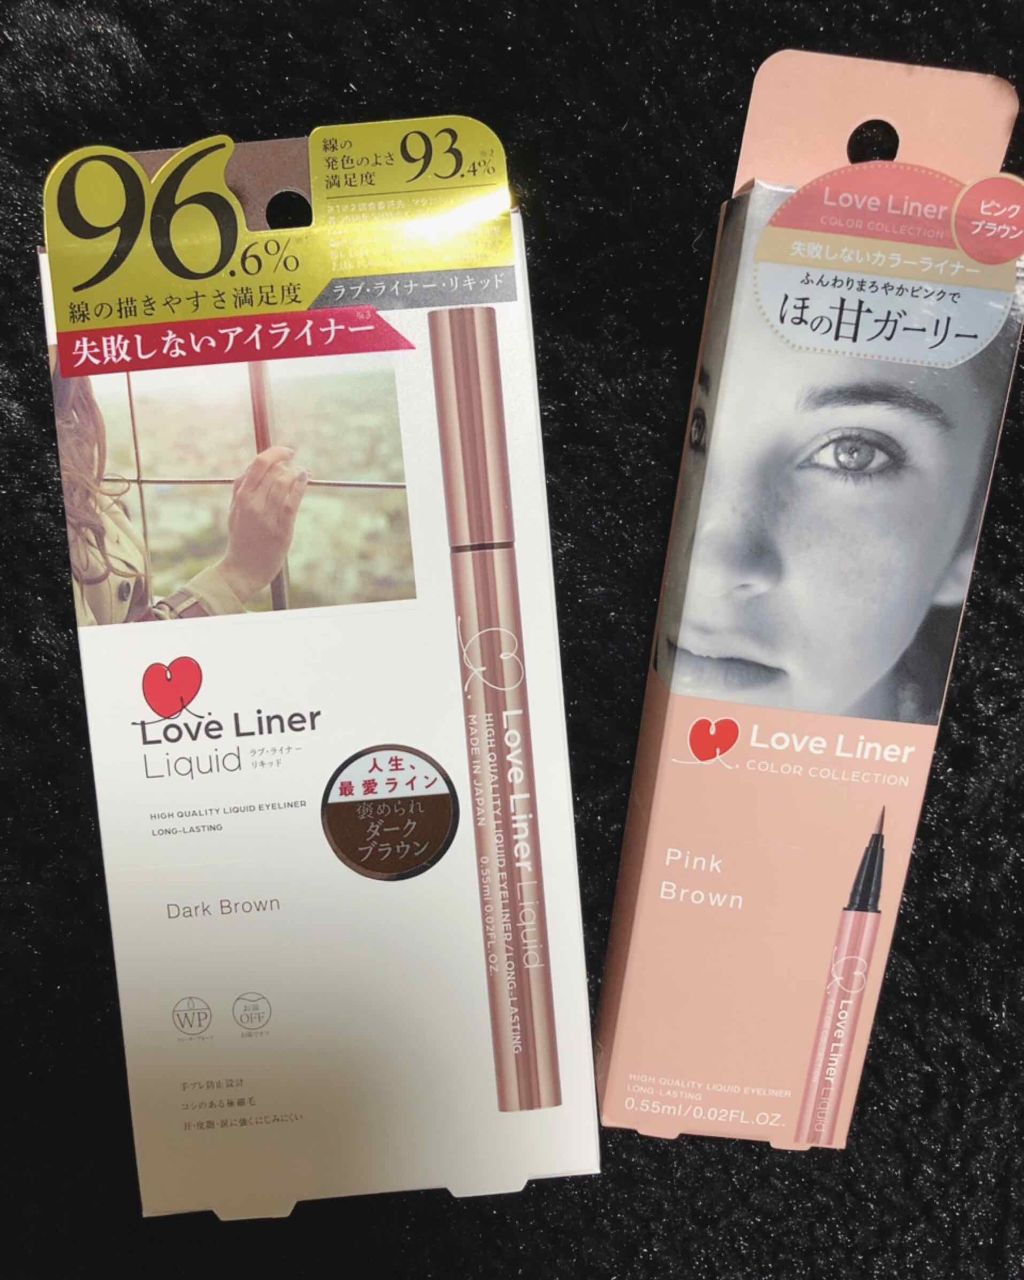 96.6%
線の描きやすさ満足度
線の
発色のよさ
満足度
93.4%
※2
ラブ・ライナー・リキッド
失敗しないアイライナー
※3
Love Liner
Liquid
ラブ・ライナー
リキッド
HIGH QUALITY LIQUID EYELINER
LONG-LASTING
人生、
最愛ライン
褒められ
ダーク
ブラウン
Dark Brown
WP
お湯
OFF
手ブレ防止設計
コシのある極細毛
汗・皮脂・涙に強くにじみにくい
Love Liner Liquid
HIGH QUALITY LIQUID EYELINER/LONG-LASTING
MADE IN JAPAN
0.55ml 0.02FL.OZ.
Love Liner
COLOR COLLECTION
ピンク
ブラウン
失敗しないカラーライナー
ふんわりまろやかピンクで
ほの甘ガーリー
Love Liner
COLOR COLLECTION
Pink
Brown
Love Liner Liquid
HIGH QUALITY LIQUID EYELINER
LONG-LASTING
0.55ml/0.02FL.OZ.